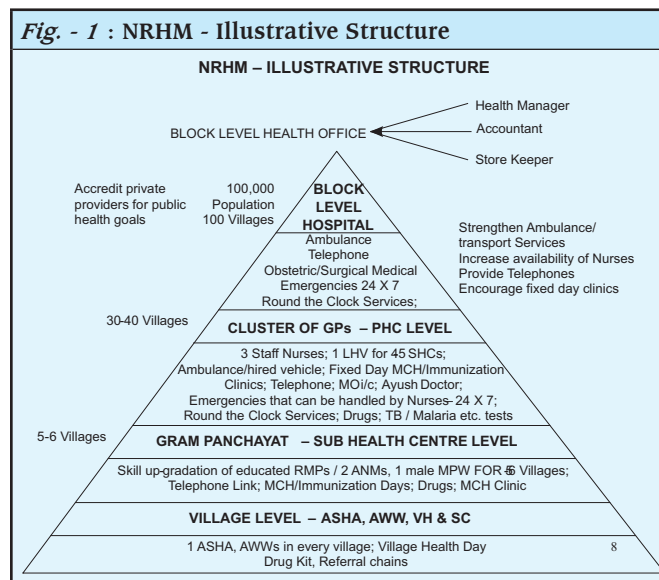 Fig. - 1 : NRHM - Illustrative Structure
NRHM – ILLUSTRATIVE STRUCTURE
Health Manager
BLOCK LEVEL HEALTH OFFICE
Accountant
Store Keeper
Accredit private
providers for public
health goals
100,000
Population
100 Villages
BLOCK
LEVEL
HOSPITAL
Strengthen Ambulance/
transport Services
Increase availability of Nurses
Provide Telephones
Encourage fixed day clinics
Ambulance
Telephone
Obstetric/Surgical Medical
Emergencies 24 X 7
Round the Clock Services;
30-40 Villages
CLUSTER OF GPs – PHC LEVEL
3 Staff Nurses; 1 LHV for 45 SHCs;
Ambulance/hired vehicle; Fixed Day MCH/Immunization
Clinics; Telephone; MOi/c; Ayush Doctor;
Emergencies that can be handled by Nurses– 24 X 7;
Round the Clock Services; Drugs; TB / Malaria etc. tests
5-6 Villages
GRAM PANCHAYAT – SUB HEALTH CENTRE LEVEL
Skill up-gradation of educated RMPs / 2 ANMs, 1 male MPW FOR Villages;
Telephone Link; MCH/Immunization Days; Drugs; MCH Clinic
VILLAGE LEVEL – ASHA, AWW, VH & SC
1 ASHA, AWWs in every village; Village Health Day
Drug Kit, Referral chains
8